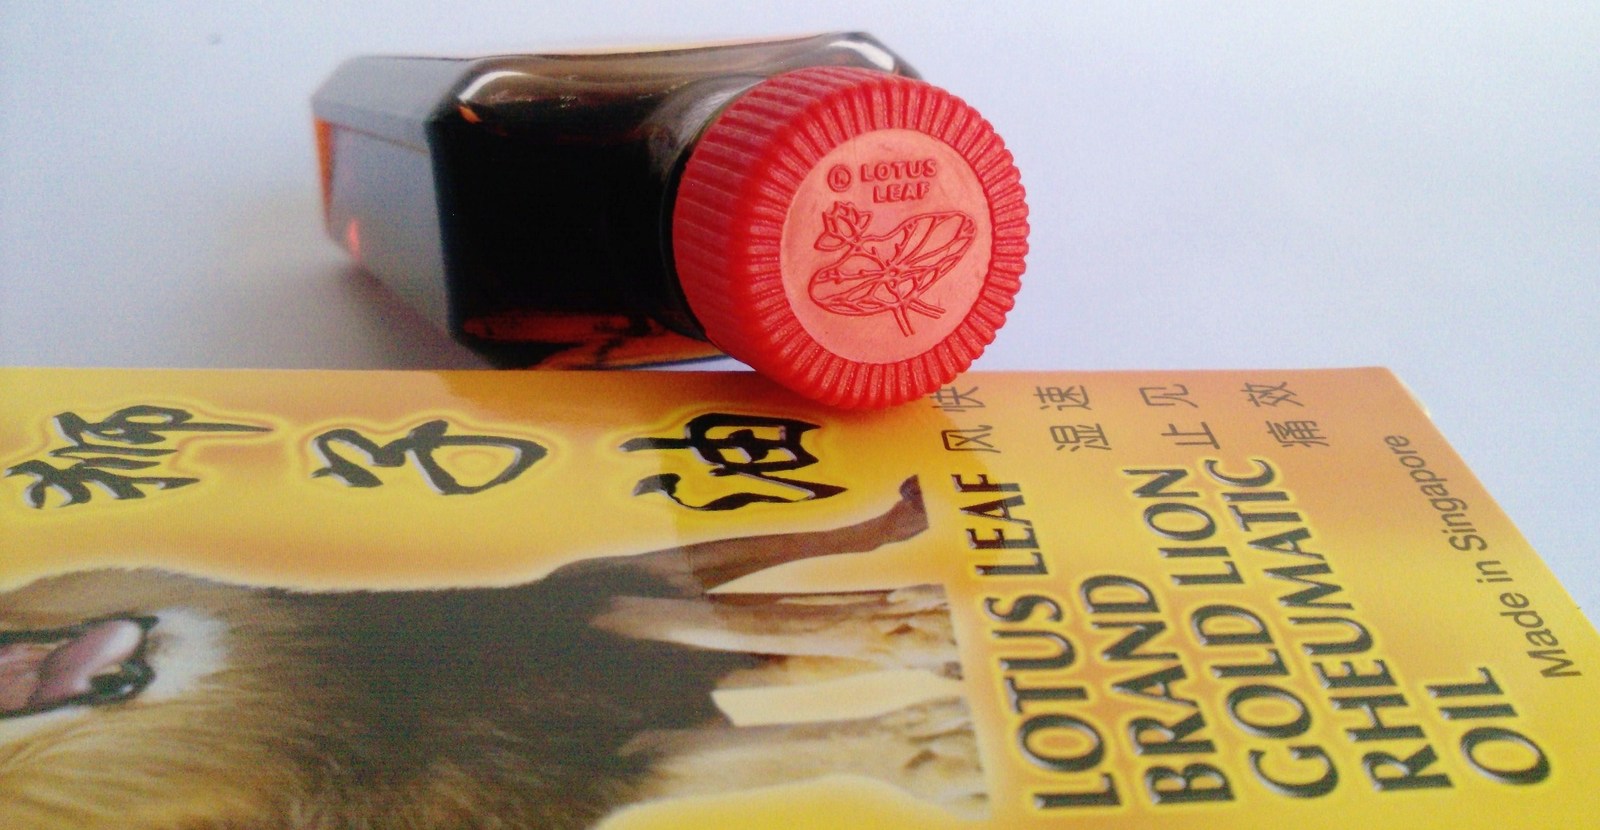 ® LOTUS
LEAF
狮子油
快速见效
风湿止痛
LOTUS LEAF
BRAND
GOLD LION
RHEUMATIC
OIL
Made in Singapore